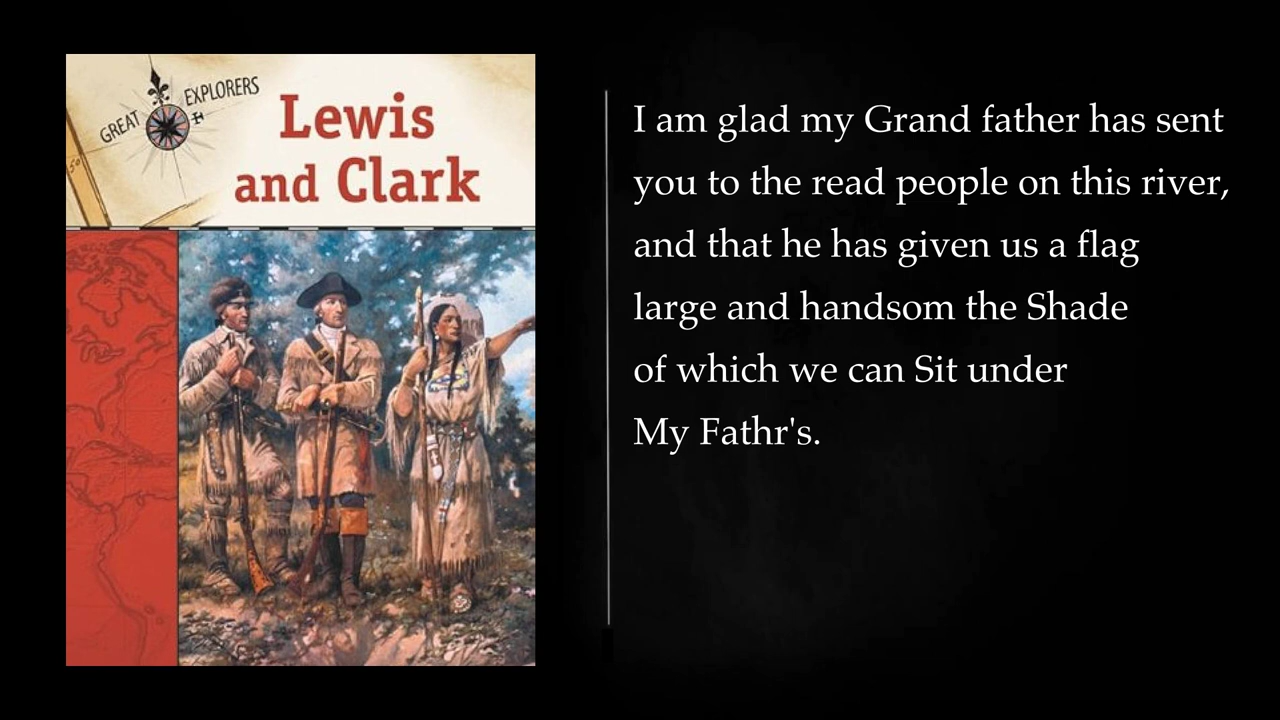 GREAT EXPLORERS
Lewis
and Clark
I am glad my Grand father has sent
you to the read people on this river,
and that he has given us a flag
large and handsom the Shade
of which we can Sit under
My Fathr's.